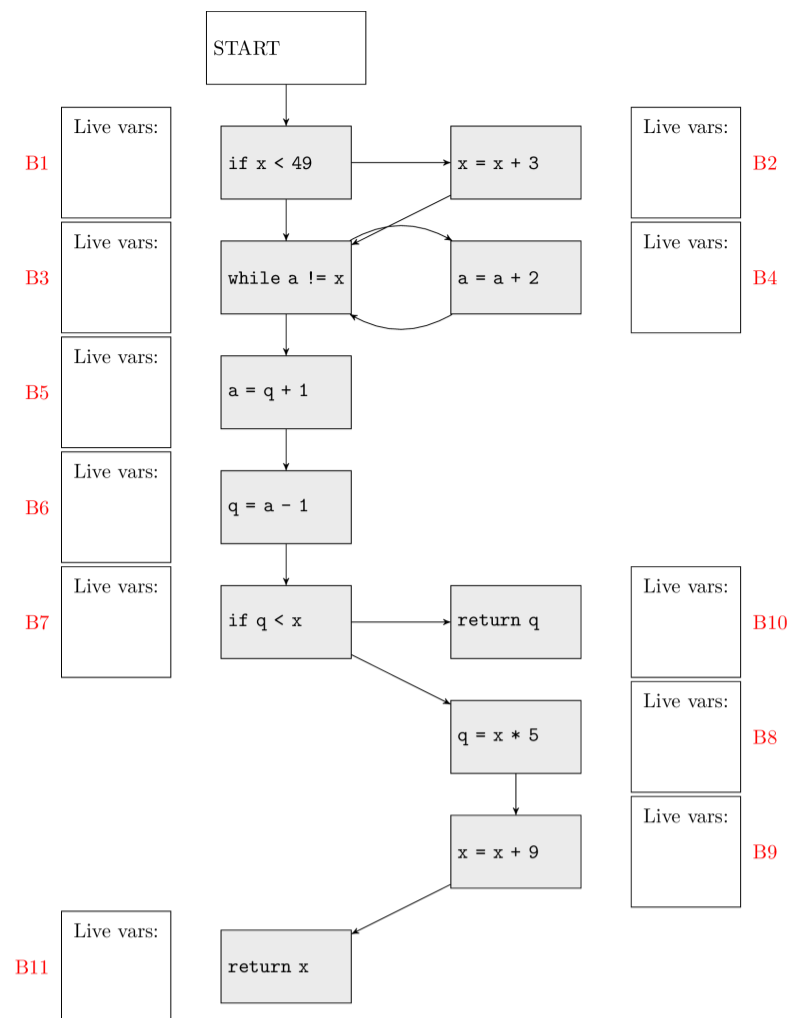 START
Live vars:
B1
if x < 49
x = x + 3
Live vars:
B2
Live vars:
B3
while a != x
a = a + 2
Live vars:
B4
Live vars:
B5
a = q + 1
Live vars:
B6
q = a - 1
Live vars:
B7
if q < x
return q
Live vars:
B10
q = x * 5
Live vars:
B8
x = x + 9
Live vars:
B9
Live vars:
B11
return x